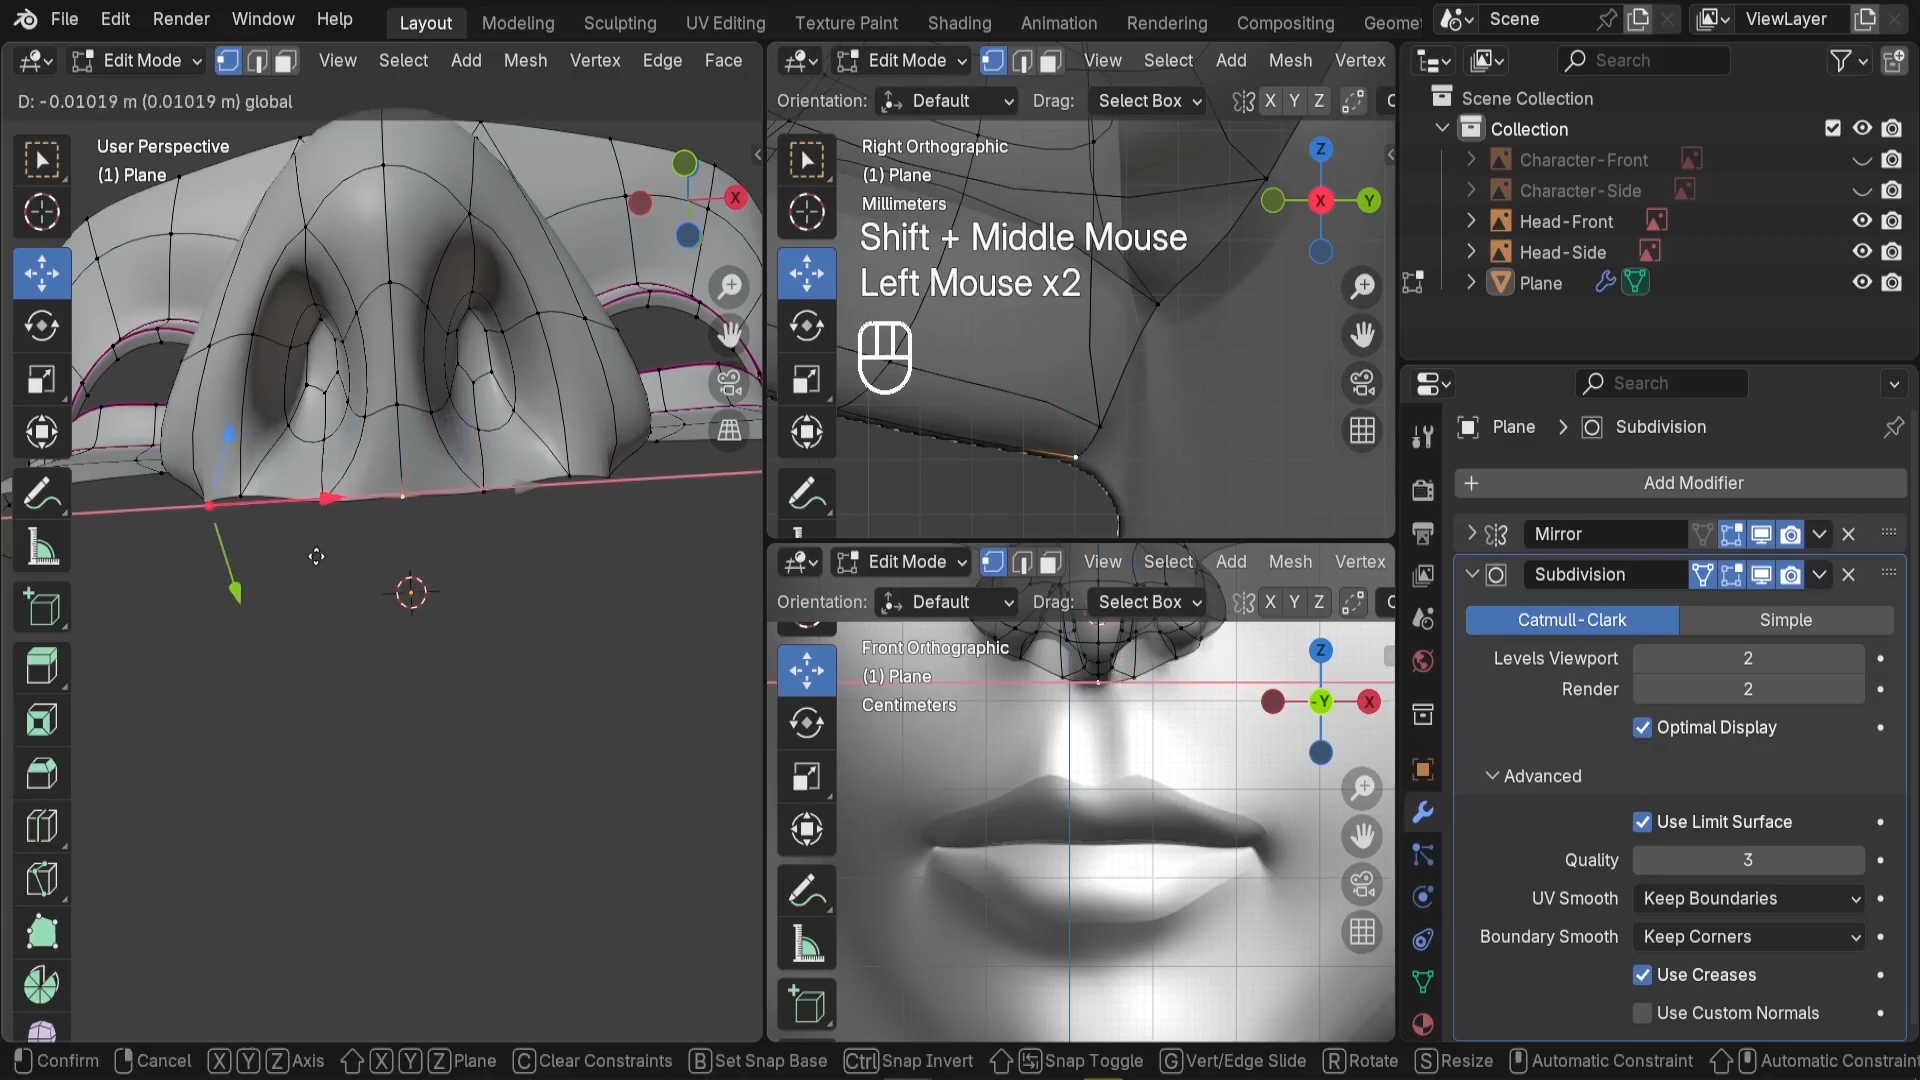 File Edit Render Window Help Layout Modeling Sculpting UV Editing Texture Paint Shading Animation Rendering Compositing Geomet Scene ViewLayer
Edit Mode View Select Add Mesh Vertex Edge Face
D: -0.01019 m (0.01019 m) global
User Perspective
(1) Plane
X
Edit Mode View Select Add Mesh Vertex
Orientation: Default Drag: Select Box X Y Z
Right Orthographic
(1) Plane
Millimeters
Shift + Middle Mouse
Left Mouse x2
Z
X
Y
Edit Mode View Select Add Mesh Vertex
Orientation: Default Drag: Select Box X Y Z
Front Orthographic
(1) Plane
Centimeters
Z
-Y
X
Search
Scene Collection
Collection
Character-Front
Character-Side
Head-Front
Head-Side
Plane
Search
Plane > Subdivision
+ Add Modifier
Mirror
Subdivision
Catmull-Clark Simple
Levels Viewport 2
Render 2
Optimal Display
Advanced
Use Limit Surface
Quality 3
UV Smooth Keep Boundaries
Boundary Smooth Keep Corners
Use Creases
Use Custom Normals
Confirm Cancel X Y Z Axis X Y Z Plane C Clear Constraints B Set Snap Base Ctrl Snap Invert Snap Toggle G Vert/Edge Slide R Rotate S Resize Automatic Constraint Automatic Constraint